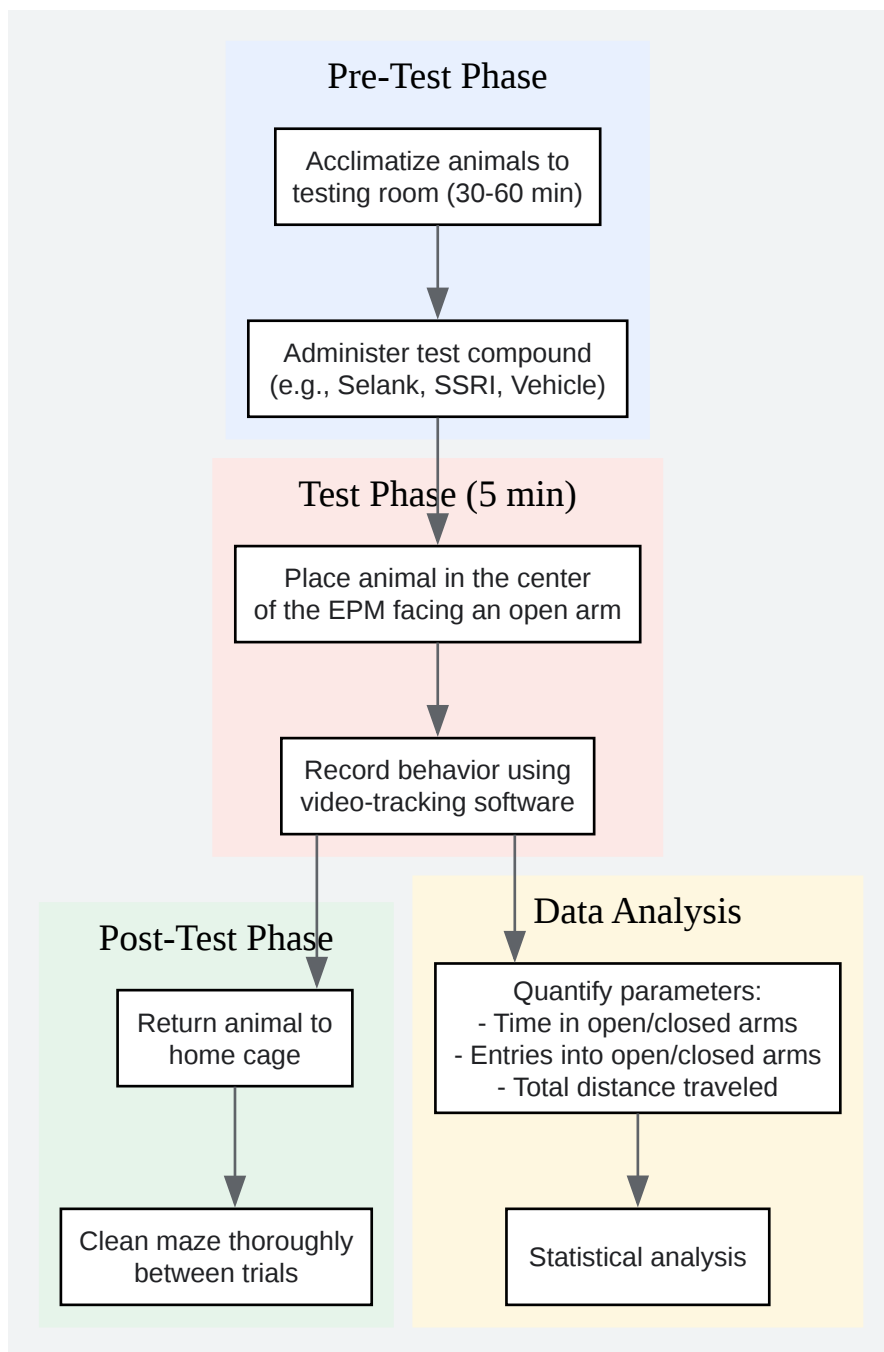 Pre-Test Phase
Acclimatize animals to
testing room (30-60 min)
Administer test compound
(e.g., Selank, SSRI, Vehicle)
Test Phase (5 min)
Place animal in the center
of the EPM facing an open arm
Record behavior using
video-tracking software
Post-Test Phase
Return animal to
home cage
Clean maze thoroughly
between trials
Data Analysis
Quantify parameters:
- Time in open/closed arms
- Entries into open/closed arms
- Total distance traveled
Statistical analysis